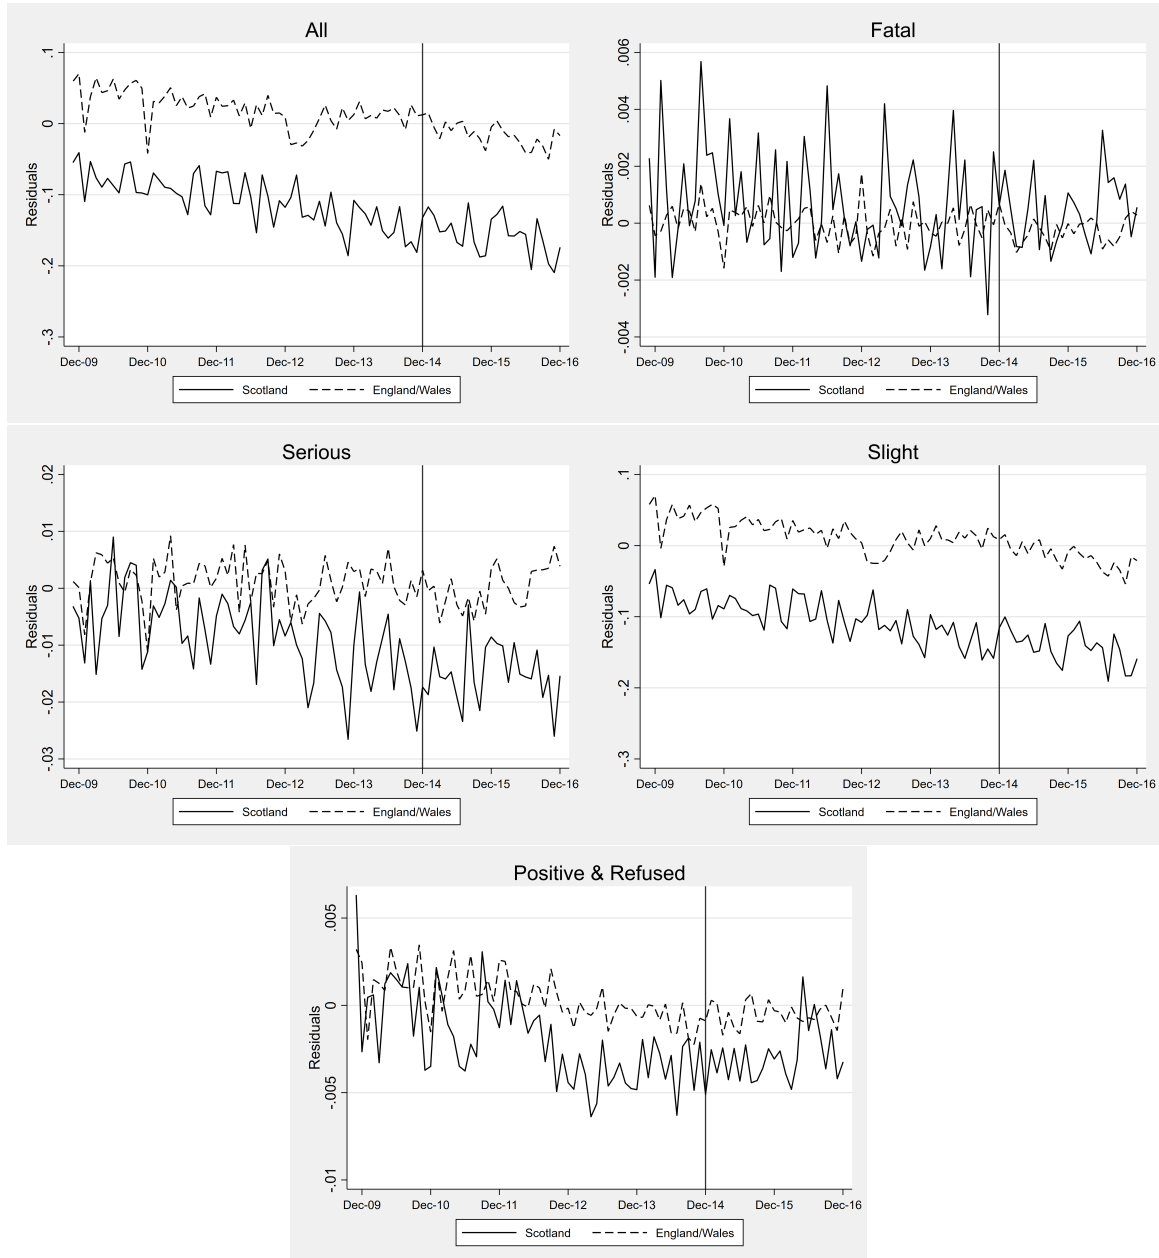 All
Residuals
.1
0
-.1
-.2
-.3
Dec-09 Dec-10 Dec-11 Dec-12 Dec-13 Dec-14 Dec-15 Dec-16
Scotland England/Wales
Fatal
Residuals
.006
.004
.002
0
-.002
-.004
Dec-09 Dec-10 Dec-11 Dec-12 Dec-13 Dec-14 Dec-15 Dec-16
Scotland England/Wales
Serious
Residuals
.02
.01
0
-.01
-.02
-.03
Dec-09 Dec-10 Dec-11 Dec-12 Dec-13 Dec-14 Dec-15 Dec-16
Scotland England/Wales
Slight
Residuals
.1
0
-.1
-.2
-.3
Dec-09 Dec-10 Dec-11 Dec-12 Dec-13 Dec-14 Dec-15 Dec-16
Scotland England/Wales
Positive & Refused
Residuals
.005
0
-.005
-.01
Dec-09 Dec-10 Dec-11 Dec-12 Dec-13 Dec-14 Dec-15 Dec-16
Scotland England/Wales